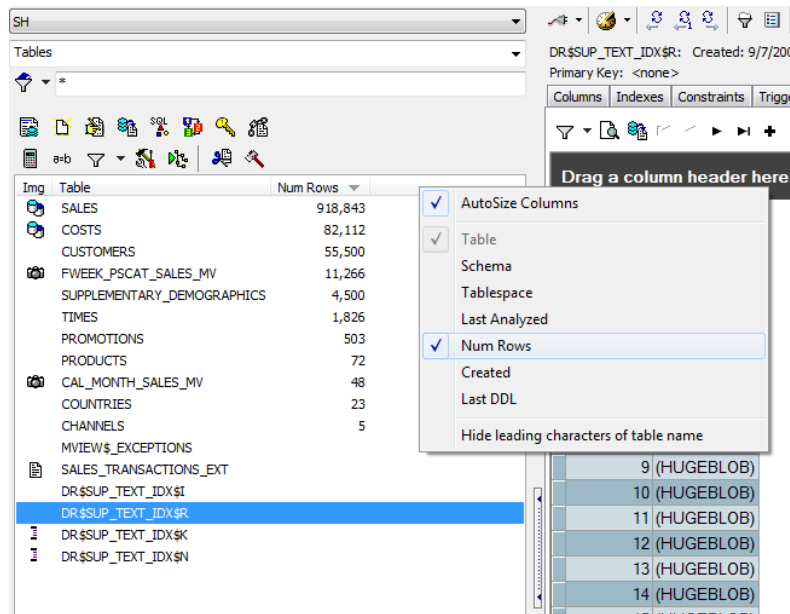 SH
Tables
*
SQL
a=b
Img Table Num Rows
SALES 918,843
COSTS 82,112
CUSTOMERS 55,500
FWEEK_PSCAT_SALES_MV 11,266
SUPPLEMENTARY_DEMOGRAPHICS 4,500
TIMES 1,826
PROMOTIONS 503
PRODUCTS 72
CAL_MONTH_SALES_MV 48
COUNTRIES 23
CHANNELS 5
MVIEW$_EXCEPTIONS
SALES_TRANSACTIONS_EXT
DR$SUP_TEXT_IDX$I
DR$SUP_TEXT_IDX$R
DR$SUP_TEXT_IDX$K
DR$SUP_TEXT_IDX$N
DR$SUP_TEXT_IDX$R: Created: 9/7/200
Primary Key: <none>
Columns Indexes Constraints Trigge
Drag a column header here
AutoSize Columns
Table
Schema
Tablespace
Last Analyzed
Num Rows
Created
Last DDL
Hide leading characters of table name
9 (HUGEBLOB)
10 (HUGEBLOB)
11 (HUGEBLOB)
12 (HUGEBLOB)
13 (HUGEBLOB)
14 (HUGEBLOB)